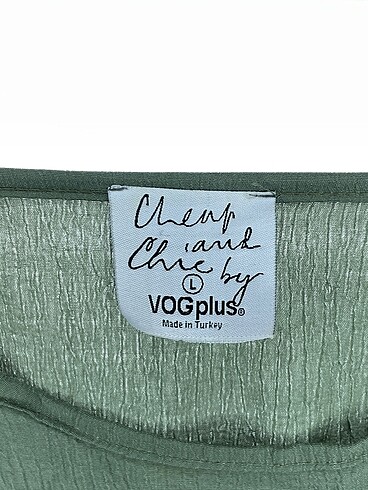 Cheap
and
Chic by
L
VOGplus®
Made in Turkey